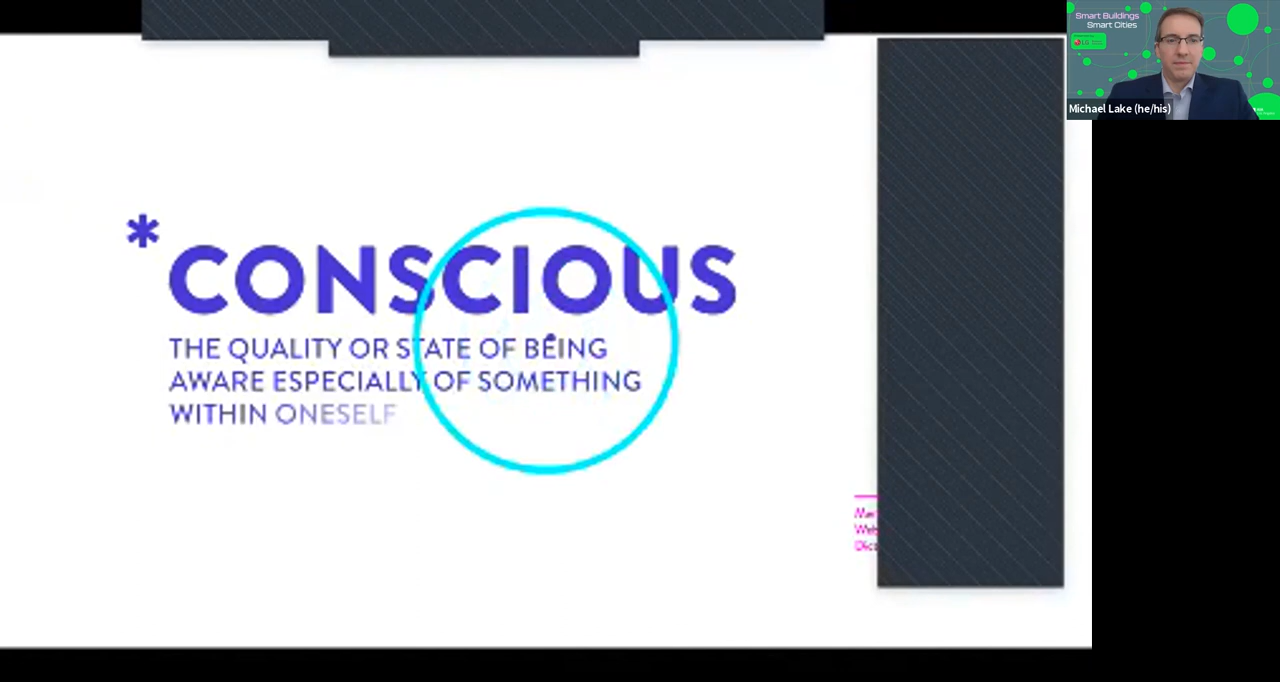 Smart Buildings
Smart Cities
LG
Michael Lake (he/his)
* CONSCIOUS
THE QUALITY OR STATE OF BEING
AWARE ESPECIALLY OF SOMETHING
WITHIN ONESELF